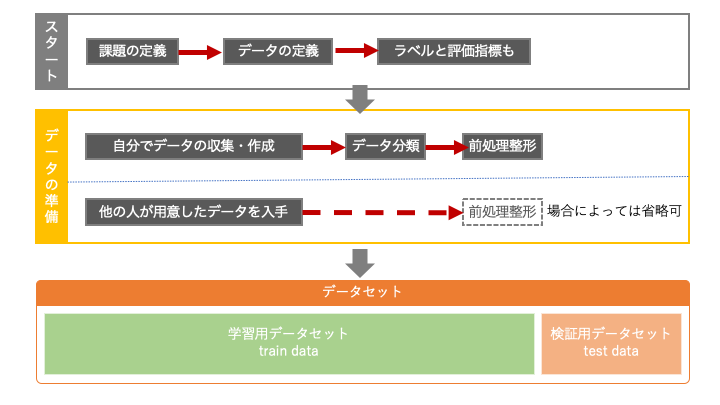 スタート
課題の定義
データの定義
ラベルと評価指標も
データの準備
自分でデータの収集・作成
データ分類
前処理整形
他の人が用意したデータを入手
前処理整形
場合によっては省略可
データセット
学習用データセット
train data
検証用データセット
test data